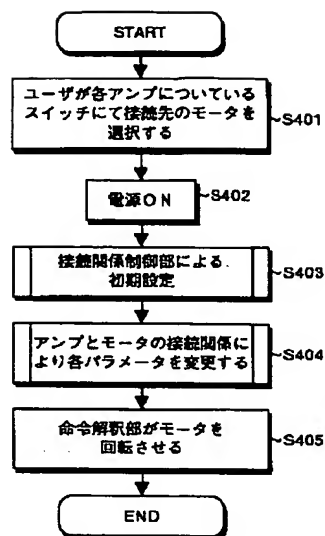 START
ユーザが各アンプについている
スイッチにて接続先のモータを
選択する
S401
電源ON
S402
接続関係制御部による
初期設定
S403
アンプとモータの接続関係に
より各パラメータを変更する
S404
命令解釈部がモータを
回転させる
S405
END